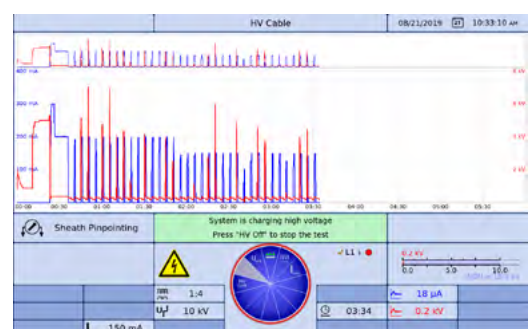 HV Cable
08/21/2019
10:33:10 AM
400 mA
300 mA
200 mA
100 mA
00:00 00:30 01:00 01:30 02:00 02:30 03:00 03:30 04:00 04:30 05:00 05:30
Sheath Pinpointing
System is charging high voltage
Press "HV Off" to stop the test
L1
0.2 kV
0.0 5.0 10.0
1:4
18 µA
10 kV
03:34
0.2 kV
150 mA